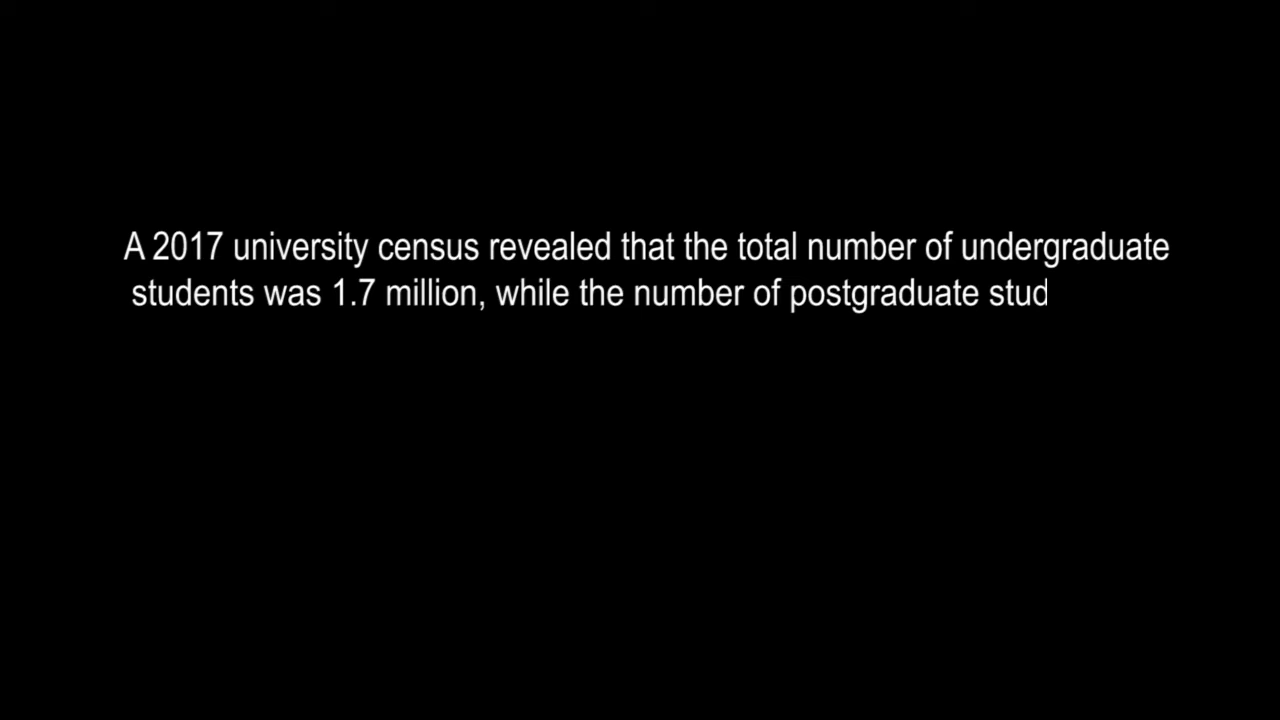 A 2017 university census revealed that the total number of undergraduate
students was 1.7 million, while the number of postgraduate stud